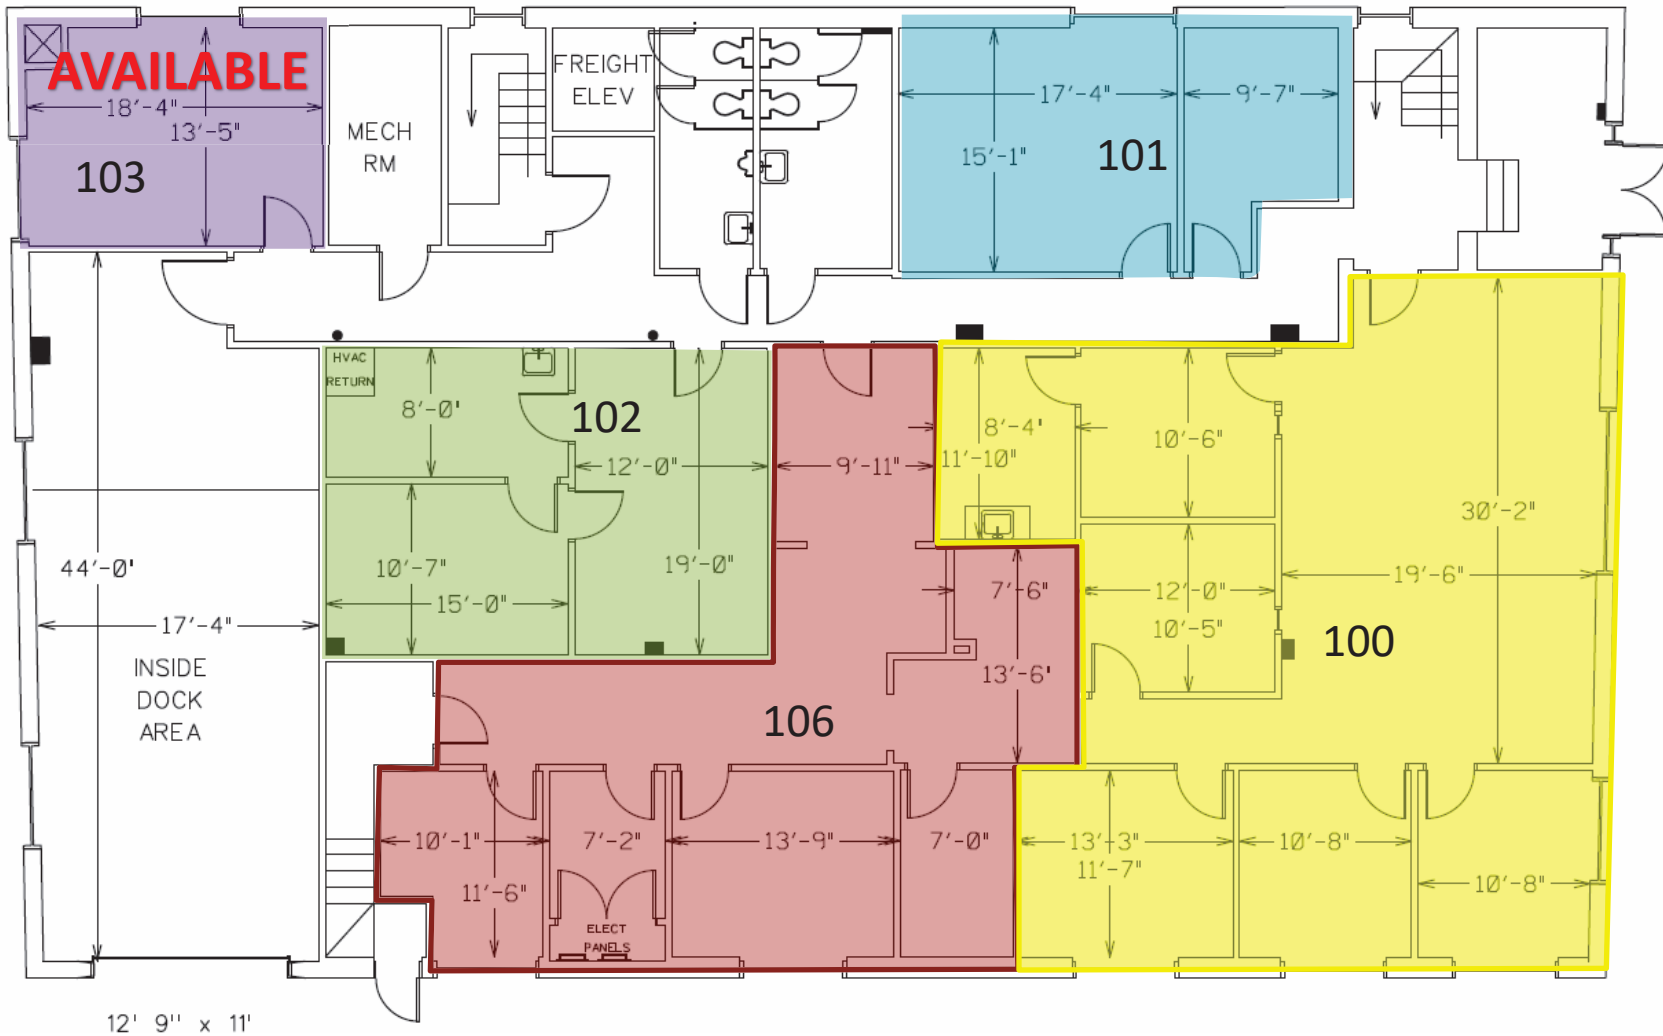 AVAILABLE
18'-4"
13'-5"
103
MECH
RM
FREIGHT
ELEV
17'-4"
9'-7"
15'-1"
101
HVAC
RETURN
8'-0'
102
12'-0"
10'-7"
15'-0"
19'-0"
9'-11"
8'-4'
11'-10"
10'-6"
30'-2"
44'-0'
17'-4"
INSIDE
DOCK
AREA
7'-6"
13'-6'
106
12'-0"
10'-5"
19'-6"
100
10'-1"
11'-6"
7'-2"
ELECT
PANELS
13'-9"
7'-0"
13'-3"
11'-7"
10'-8"
10'-8"
12' 9'' x 11'